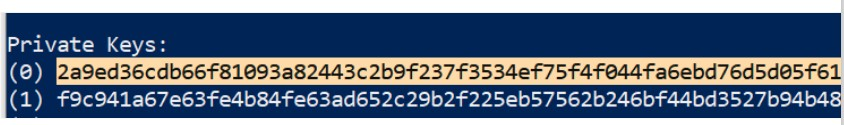 Private Keys:
(0) 2a9ed36cdb66f81093a82443c2b9f237f3534ef75f4f044fa6ebd76d5d05f61
(1) f9c941a67e63fe4b84fe63ad652c29b2f225eb57562b246bf44bd3527b94b48